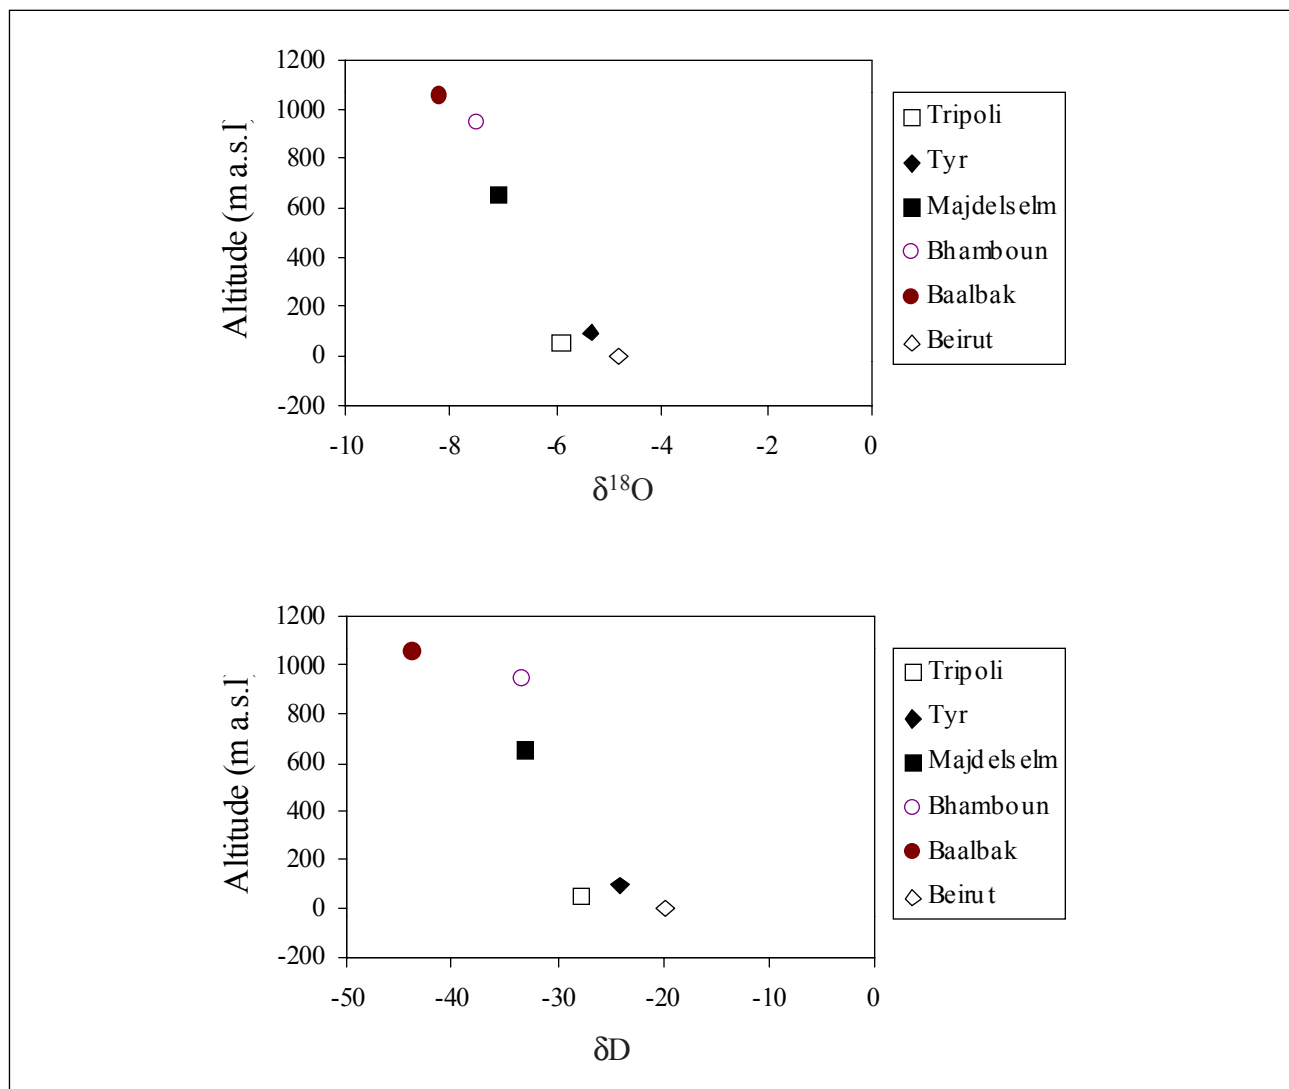 1200
1000
800
600
400
200
0
-200
Altitude (m a.s.l)
-10 -8 -6 -4 -2 0
δ¹⁸O
Tripoli
Tyr
Majdelselm
Bhamboun
Baalbak
Beirut
1200
1000
800
600
400
200
0
-200
Altitude (m a.s.l)
-50 -40 -30 -20 -10 0
δD
Tripoli
Tyr
Majdelselm
Bhamboun
Baalbak
Beirut